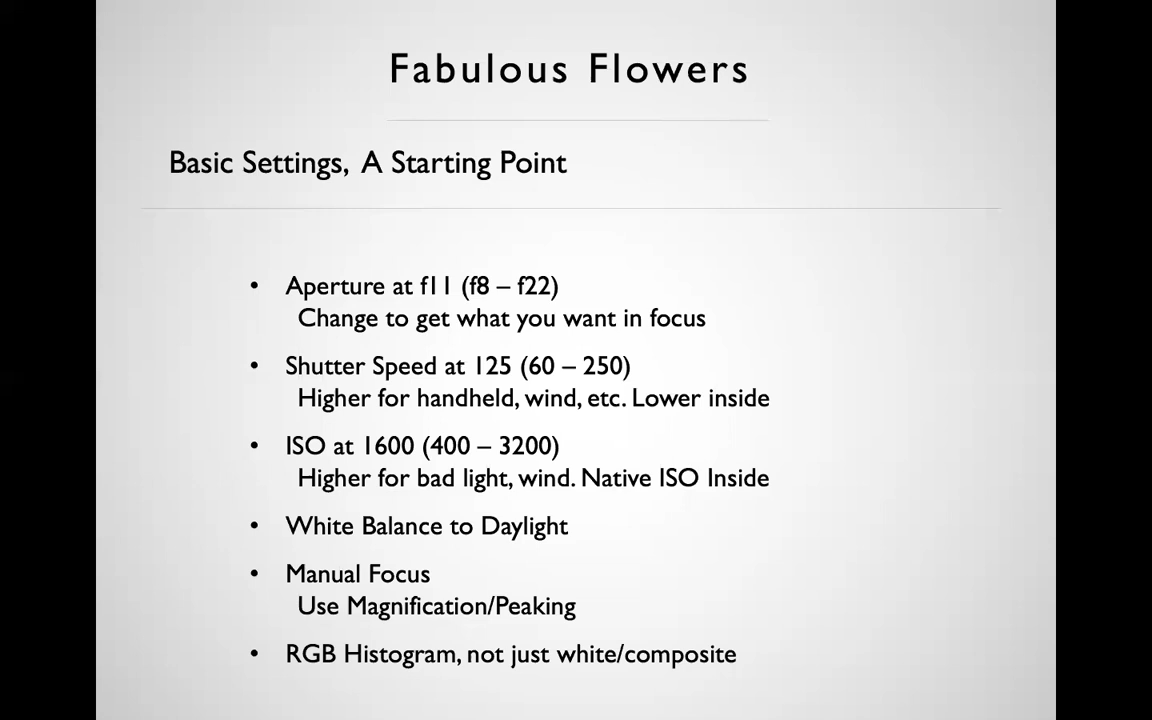 Fabulous Flowers
Basic Settings, A Starting Point
• Aperture at f11 (f8 – f22)
Change to get what you want in focus
• Shutter Speed at 125 (60 – 250)
Higher for handheld, wind, etc. Lower inside
• ISO at 1600 (400 – 3200)
Higher for bad light, wind. Native ISO Inside
• White Balance to Daylight
• Manual Focus
Use Magnification/Peaking
• RGB Histogram, not just white/composite